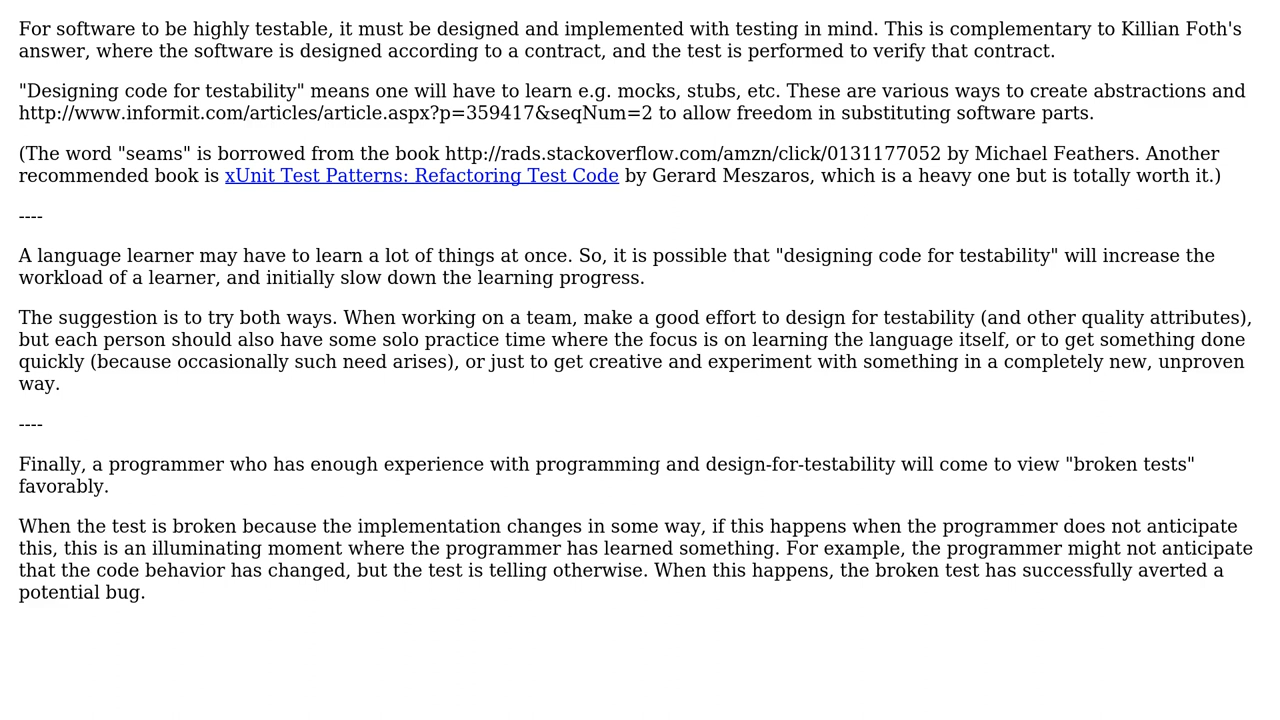 For software to be highly testable, it must be designed and implemented with testing in mind. This is complementary to Killian Foth's
answer, where the software is designed according to a contract, and the test is performed to verify that contract.
"Designing code for testability" means one will have to learn e.g. mocks, stubs, etc. These are various ways to create abstractions and
http://www.informit.com/articles/article.aspx?p=359417&seqNum=2 to allow freedom in substituting software parts.
(The word "seams" is borrowed from the book http://rads.stackoverflow.com/amzn/click/0131177052 by Michael Feathers. Another
recommended book is xUnit Test Patterns: Refactoring Test Code by Gerard Meszaros, which is a heavy one but is totally worth it.)
----
A language learner may have to learn a lot of things at once. So, it is possible that "designing code for testability" will increase the
workload of a learner, and initially slow down the learning progress.
The suggestion is to try both ways. When working on a team, make a good effort to design for testability (and other quality attributes),
but each person should also have some solo practice time where the focus is on learning the language itself, or to get something done
quickly (because occasionally such need arises), or just to get creative and experiment with something in a completely new, unproven
way.
----
Finally, a programmer who has enough experience with programming and design-for-testability will come to view "broken tests"
favorably.
When the test is broken because the implementation changes in some way, if this happens when the programmer does not anticipate
this, this is an illuminating moment where the programmer has learned something. For example, the programmer might not anticipate
that the code behavior has changed, but the test is telling otherwise. When this happens, the broken test has successfully averted a
potential bug.